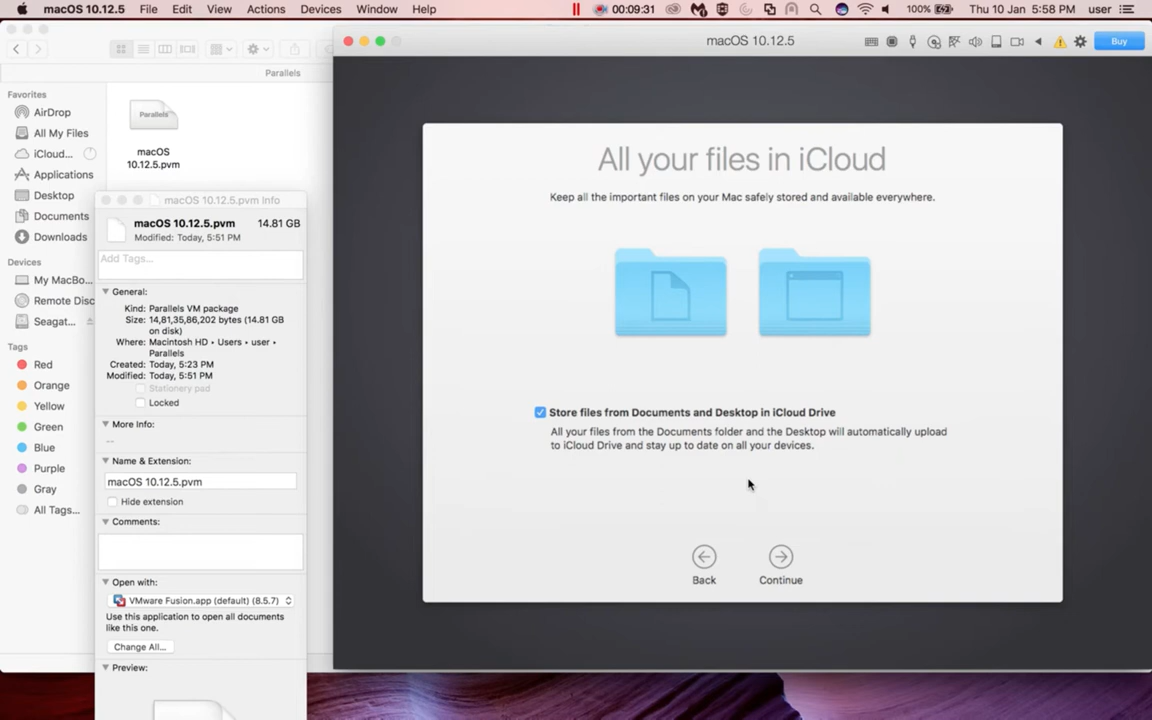 macOS 10.12.5 File Edit View Actions Devices Window Help 00:09:31 100% Thu 10 Jan 5:58 PM user
Parallels
Favorites
AirDrop
All My Files
iCloud...
Applications
Desktop
Documents
Downloads
Devices
My MacBo...
Remote Disc
Seagat...
Tags
Red
Orange
Yellow
Green
Blue
Purple
Gray
All Tags...
Parallels
macOS
10.12.5.pvm
macOS 10.12.5.pvm Info
macOS 10.12.5.pvm 14.81 GB
Modified: Today, 5:51 PM
Add Tags...
General:
Kind: Parallels VM package
Size: 14,81,35,86,202 bytes (14.81 GB
on disk)
Where: Macintosh HD • Users • user •
Parallels
Created: Today, 5:23 PM
Modified: Today, 5:51 PM
Stationery pad
Locked
More Info:
--
Name & Extension:
macOS 10.12.5.pvm
Hide extension
Comments:
Open with:
VMware Fusion.app (default) (8.5.7)
Use this application to open all documents
like this one.
Change All...
Preview:
macOS 10.12.5
Buy
All your files in iCloud
Keep all the important files on your Mac safely stored and available everywhere.
Store files from Documents and Desktop in iCloud Drive
All your files from the Documents folder and the Desktop will automatically upload
to iCloud Drive and stay up to date on all your devices.
Back
Continue